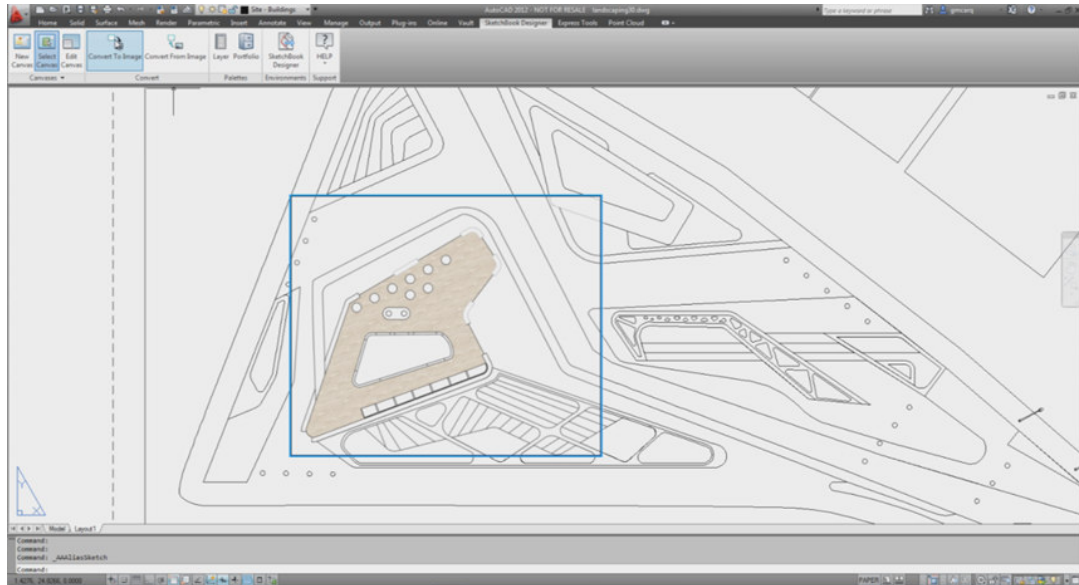 Site - Buildings
AutoCAD 2012 - NOT FOR RESALE landscaping20.dwg
Type a keyword or phrase
gmcarq
Home Solid Surface Mesh Render Parametric Insert Annotate View Manage Output Plug-ins Online Vault SketchBook Designer Express Tools Point Cloud
New Canvas
Select Canvas
Edit Canvas
Convert To Image
Convert From Image
Layer
Portfolio
SketchBook Designer
HELP
Canvases Convert Palettes Environments Support
Y
X
Model Layout1
Command:
Command:
Command: _AAAliasSketch
Command:
PAPER